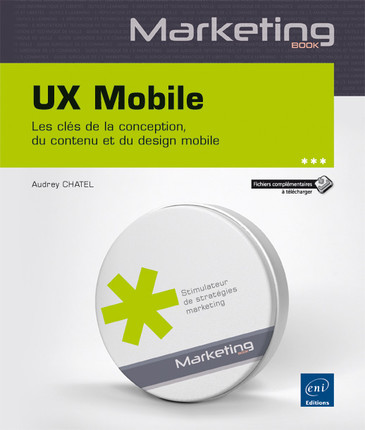 Marketing
BOOK
UX Mobile
Les clés de la conception,
du contenu et du design mobile
***
Audrey CHATEL
Fichiers complémentaires
à télécharger
Stimulateur
de stratégies
marketing
Marketing
BOOK
eni
Editions